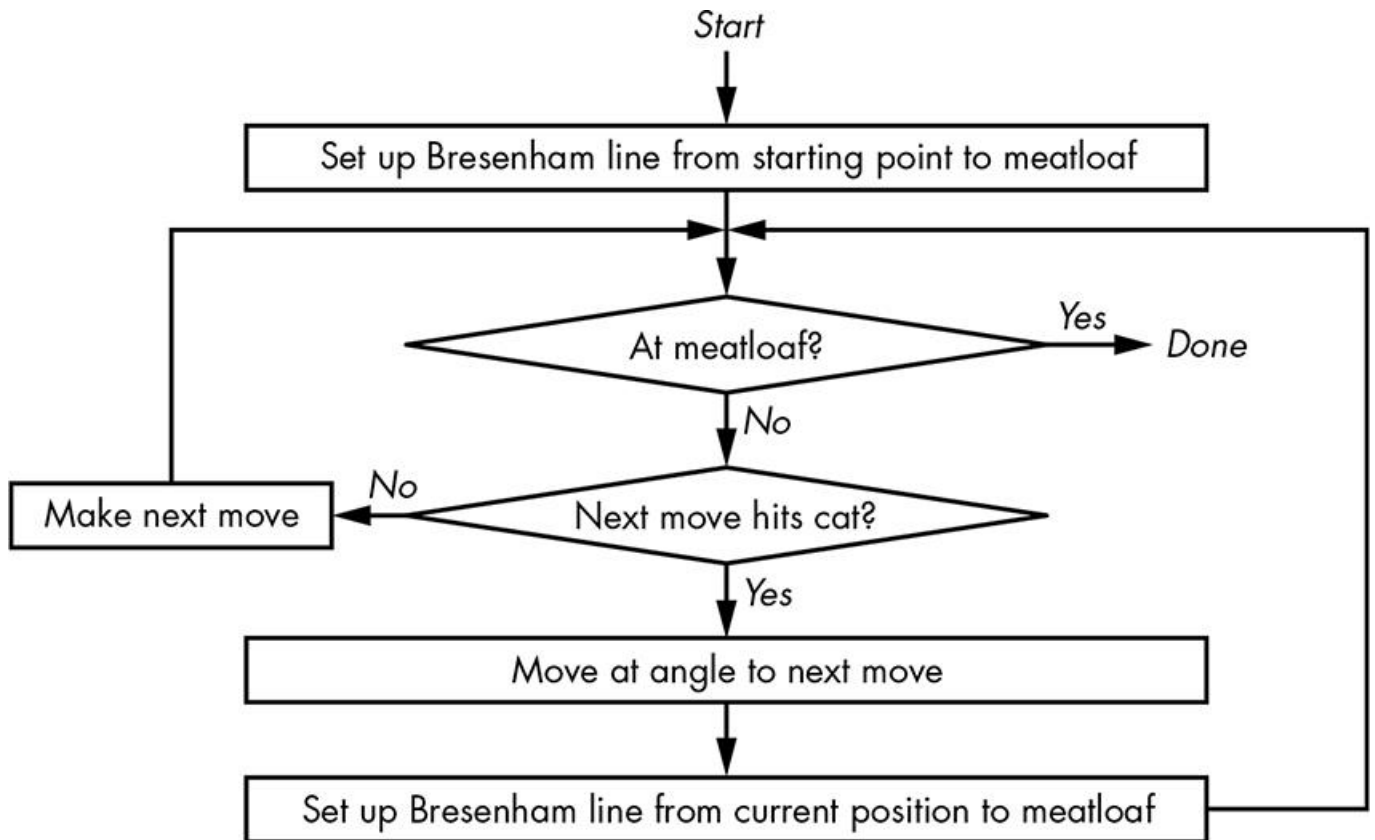 Start
Set up Bresenham line from starting point to meatloaf
At meatloaf?
Yes
Done
No
Next move hits cat?
No
Make next move
Yes
Move at angle to next move
Set up Bresenham line from current position to meatloaf